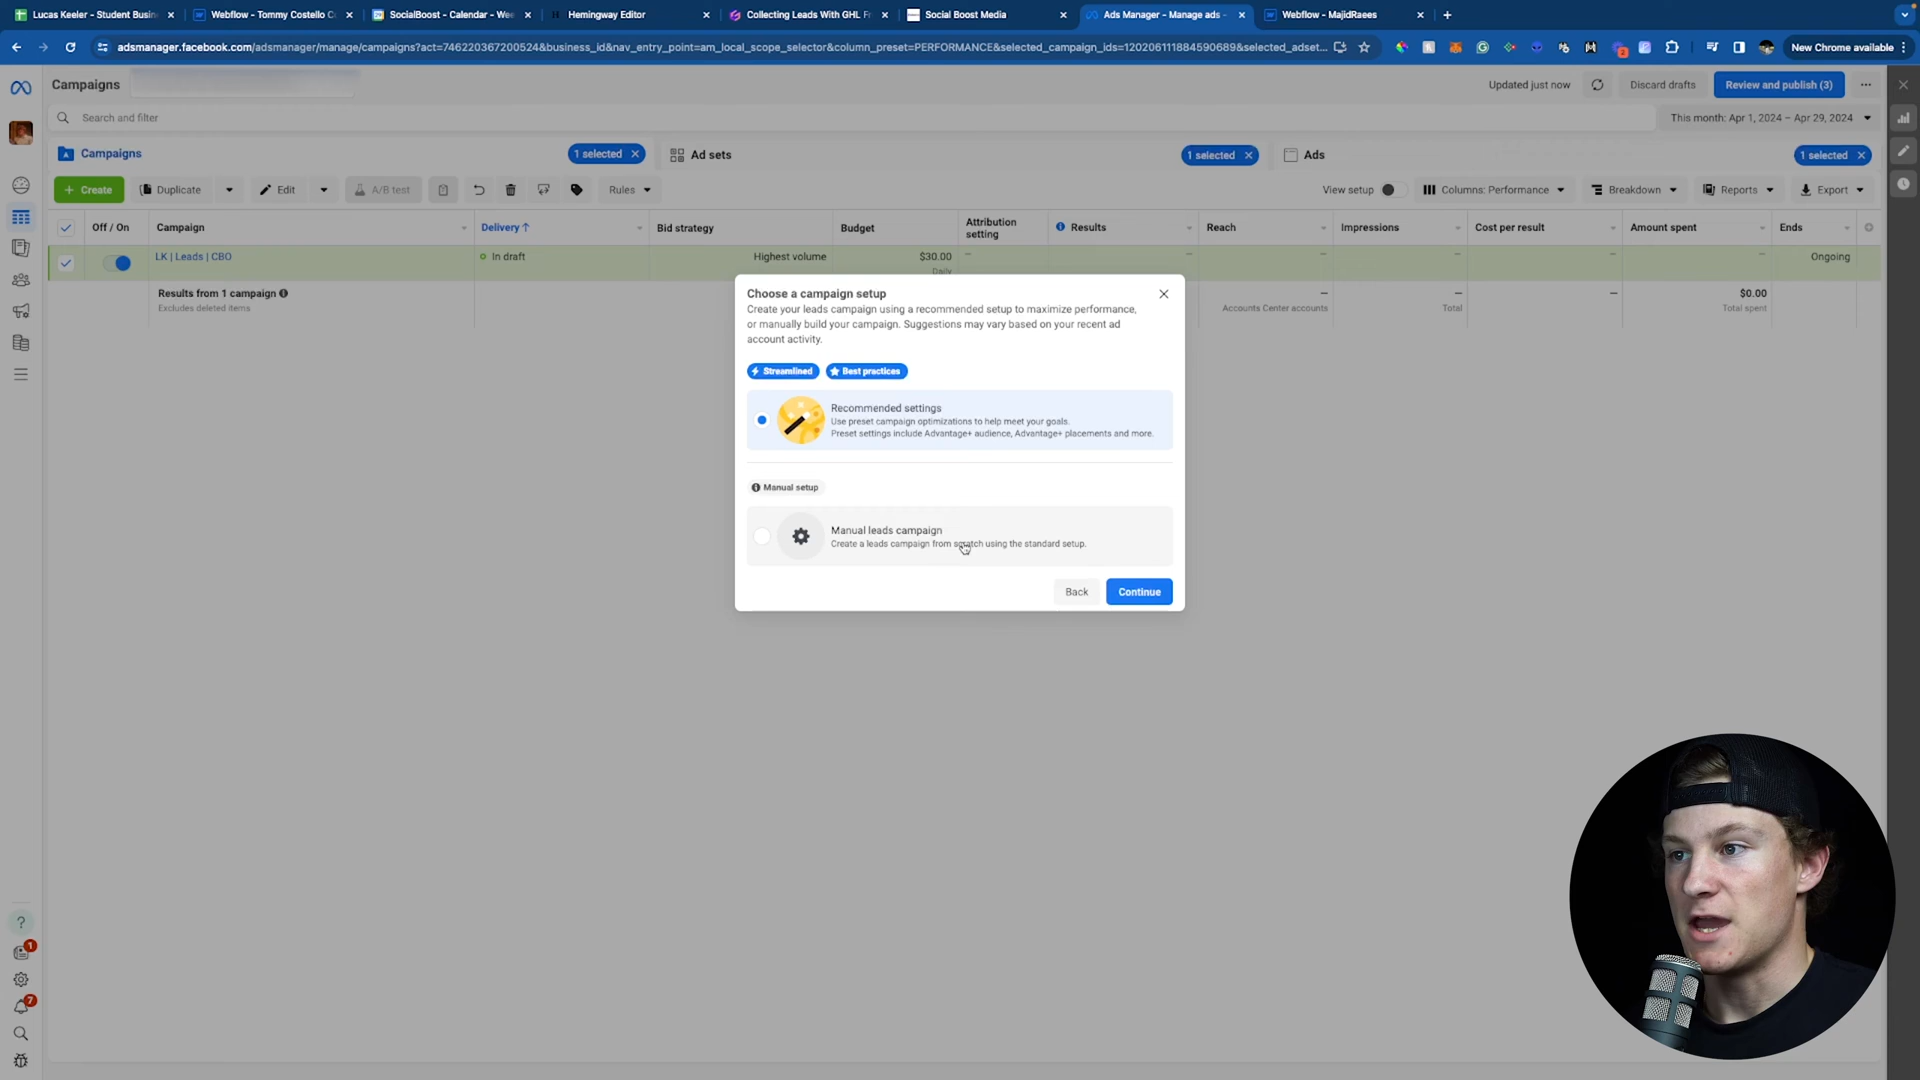 Lucas Keeler - Student Busin
Webflow - Tommy Costello C
SocialBoost - Calendar - Wee
Hemingway Editor
Collecting Leads With GHL F
Social Boost Media
Ads Manager - Manage ads -
Webflow - MajidRaees
adsmanager.facebook.com/adsmanager/manage/campaigns?act=746220367200524&business_id&nav_entry_point=am_local_scope_selector&column_preset=PERFORMANCE&selected_campaign_ids=120206111884590689&selected_adset...
2
New Chrome available
Campaigns
Updated just now
Discard drafts
Review and publish (3)
Search and filter
This month: Apr 1, 2024 – Apr 29, 2024
Campaigns
1 selected
Ad sets
1 selected
Ads
1 selected
+ Create
Duplicate
Edit
A/B test
Rules
View setup
Columns: Performance
Breakdown
Reports
Export
Off / On
Campaign
Delivery ↑
Bid strategy
Budget
Attribution setting
Results
Reach
Impressions
Cost per result
Amount spent
Ends
LK | Leads | CBO
In draft
Highest volume
$30.00
Daily
–
–
–
–
–
–
Ongoing
Results from 1 campaign
Excludes deleted items
–
Accounts Center accounts
–
Total
–
$0.00
Total spent
Choose a campaign setup
Create your leads campaign using a recommended setup to maximize performance,
or manually build your campaign. Suggestions may vary based on your recent ad
account activity.
Streamlined
Best practices
Recommended settings
Use preset campaign optimizations to help meet your goals.
Preset settings include Advantage+ audience, Advantage+ placements and more.
Manual setup
Manual leads campaign
Create a leads campaign from scratch using the standard setup.
Back
Continue
?
1
7